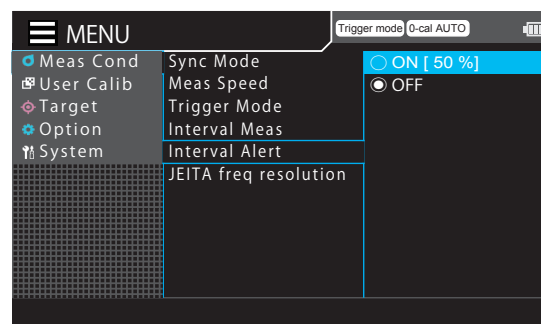 MENU
Trigger mode 0-cal AUTO
Meas Cond
User Calib
Target
Option
System
Sync Mode
Meas Speed
Trigger Mode
Interval Meas
Interval Alert
JEITA freq resolution
ON [ 50 %]
OFF